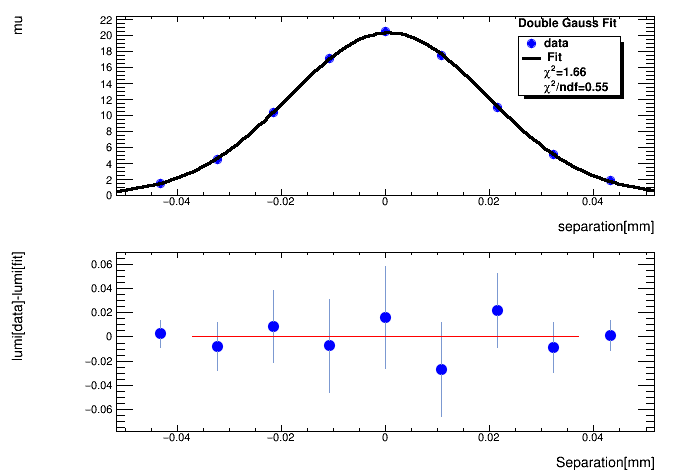 mu
Double Gauss Fit
data
Fit
χ²=1.66
χ²/ndf=0.55
22
20
18
16
14
12
10
8
6
4
2
0
−0.04 −0.02 0 0.02 0.04
separation[mm]
lumi[data]-lumi[fit]
0.06
0.04
0.02
0
−0.02
−0.04
−0.06
−0.04 −0.02 0 0.02 0.04
Separation[mm]